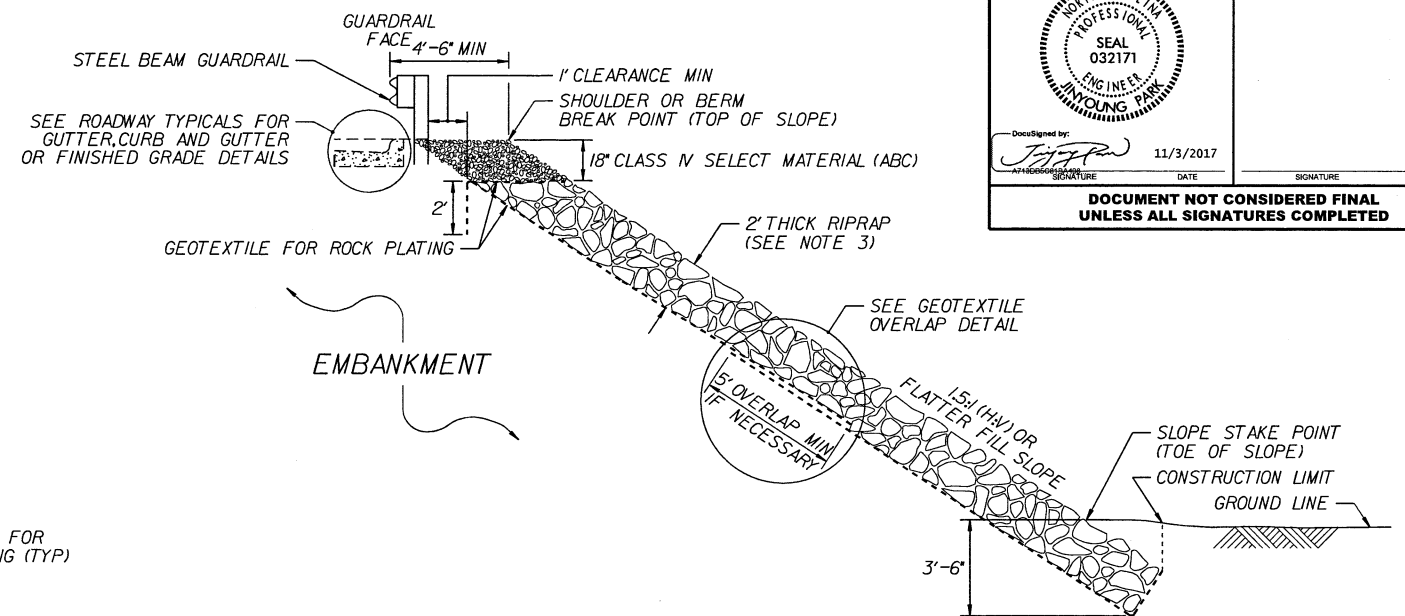 GUARDRAIL
FACE
4'-6" MIN
STEEL BEAM GUARDRAIL
1' CLEARANCE MIN
SHOULDER OR BERM
BREAK POINT (TOP OF SLOPE)
SEE ROADWAY TYPICALS FOR
GUTTER, CURB AND GUTTER
OR FINISHED GRADE DETAILS
18" CLASS IV SELECT MATERIAL (ABC)
2'
GEOTEXTILE FOR ROCK PLATING
2' THICK RIPRAP
(SEE NOTE 3)
SEE GEOTEXTILE
OVERLAP DETAIL
EMBANKMENT
5' OVERLAP MIN
IF NECESSARY
1.5:1 (H:V) OR
FLATTER FILL SLOPE
SLOPE STAKE POINT
(TOE OF SLOPE)
CONSTRUCTION LIMIT
GROUND LINE
3'-6"
FOR
(TYP)
PROFESSIONAL
SEAL
032171
ENGINEER
JINYOUNG PARK
DocuSigned by:
11/3/2017
SIGNATURE
DATE
SIGNATURE
DOCUMENT NOT CONSIDERED FINAL
UNLESS ALL SIGNATURES COMPLETED